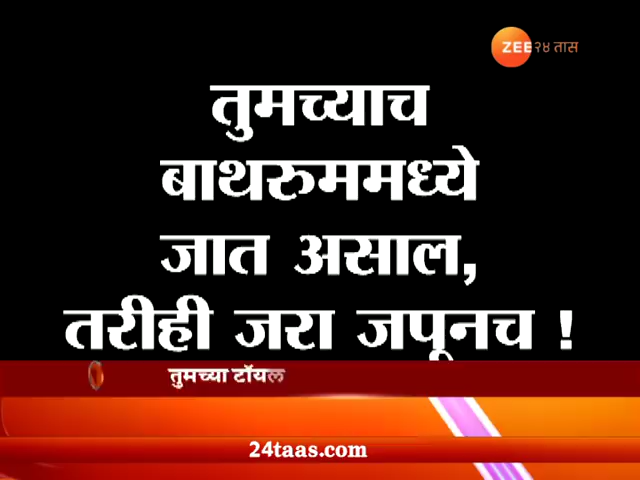 ZEE २४ तास
तुमच्याच
बाथरुममध्ये
जात असाल,
तरीही जरा जपूनच !
तुमच्या टॉयल
24taas.com